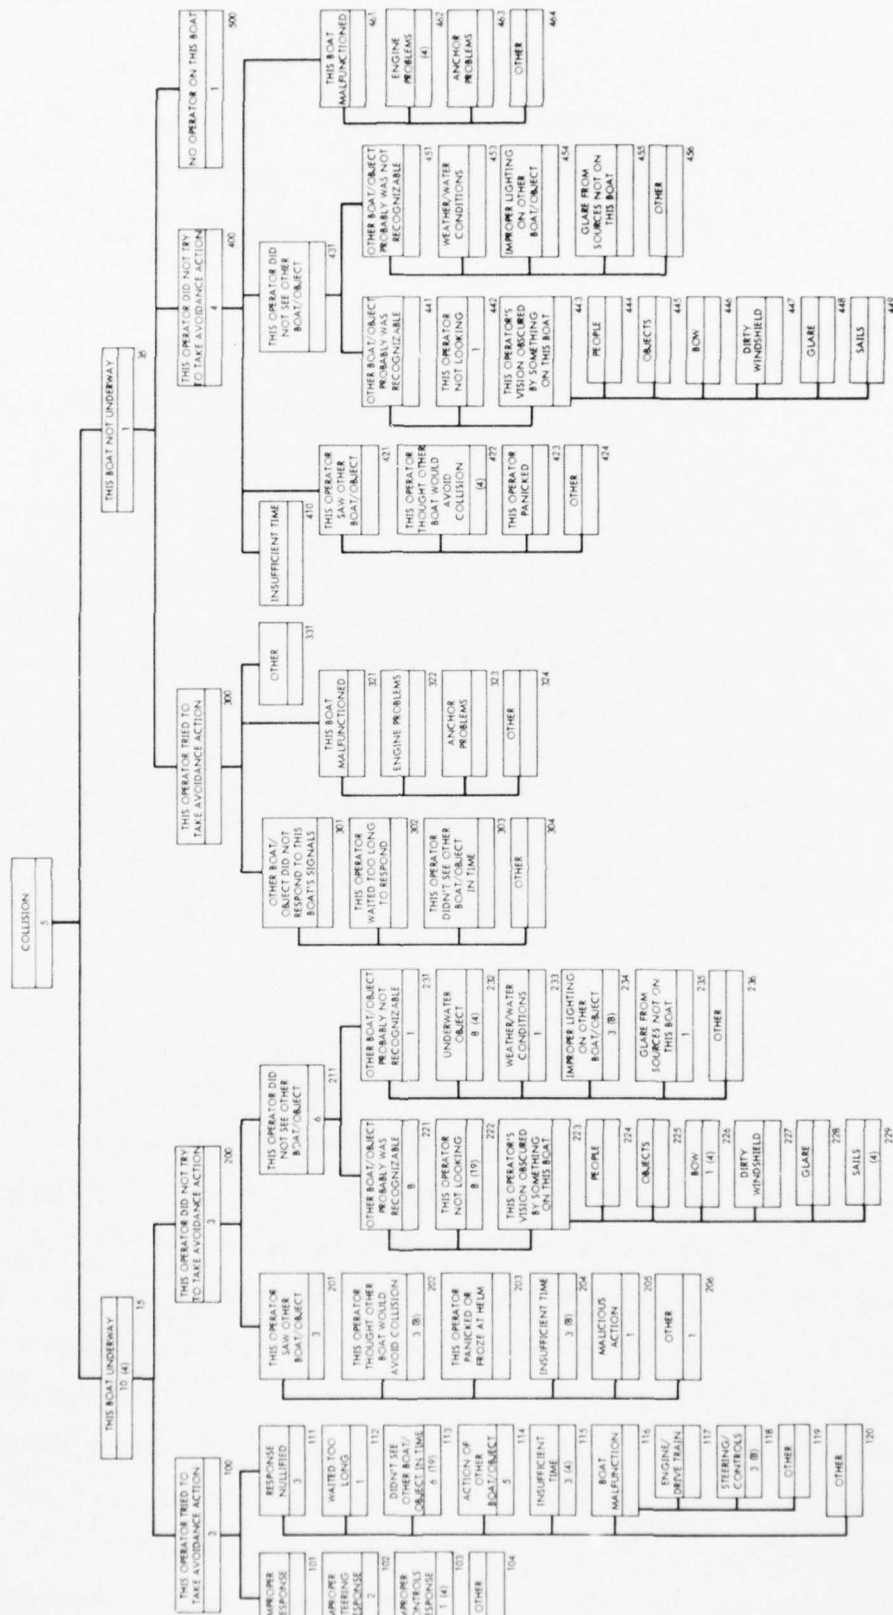 COLLISION
5
THIS BOAT UNDERWAY
10 (4)
15
THIS OPERATOR TRIED TO
TAKE AVOIDANCE ACTION
3
100
IMPROPER
RESPONSE
101
IMPROPER
STEERING
RESPONSE
2
102
IMPROPER
CONTROLS
RESPONSE
1 (4)
103
OTHER
104
RESPONSE
NULLIFIED
3
111
WAITED TOO
LONG
1
112
DIDN'T SEE
OTHER BOAT/
OBJECT IN TIME
6 (19)
113
ACTION OF
OTHER
BOAT/OBJECT
5
114
INSUFFICIENT
TIME
3 (4)
115
BOAT
MALFUNCTION
116
ENGINE/
DRIVE TRAIN
117
STEERING/
CONTROLS
3 (8)
118
OTHER
119
OTHER
120
THIS OPERATOR DID NOT TRY
TO TAKE AVOIDANCE ACTION
3
200
THIS OPERATOR
SAW OTHER
BOAT/OBJECT
3
201
THIS OPERATOR
THOUGHT OTHER
BOAT WOULD
AVOID COLLISION
3 (8)
202
THIS OPERATOR
PANICKED OR
FROZE AT HELM
203
INSUFFICIENT TIME
3 (8)
204
MALICIOUS
ACTION
1
205
OTHER
1
206
THIS OPERATOR DID
NOT SEE OTHER
BOAT/OBJECT
6
211
OTHER BOAT/OBJECT
PROBABLY WAS
RECOGNIZABLE
8
221
THIS OPERATOR
NOT LOOKING
8 (19)
222
THIS OPERATOR'S
VISION OBSCURED
BY SOMETHING
ON THIS BOAT
223
PEOPLE
224
OBJECTS
225
BOW
1 (4)
226
DIRTY
WINDSHIELD
227
GLARE
228
SAILS
(4)
229
OTHER BOAT/OBJECT
PROBABLY NOT
RECOGNIZABLE
1
231
UNDERWATER
OBJECT
8 (4)
232
WEATHER/WATER
CONDITIONS
1
233
IMPROPER LIGHTING
ON OTHER
BOAT/OBJECT
3 (8)
234
GLARE FROM
SOURCES NOT ON
THIS BOAT
1
235
OTHER
236
THIS BOAT NOT UNDERWAY
1
16
THIS OPERATOR TRIED TO
TAKE AVOIDANCE ACTION
300
OTHER BOAT/
OBJECT DID NOT
RESPOND TO THIS
BOAT'S SIGNALS
301
THIS OPERATOR
WAITED TOO LONG
TO RESPOND
302
THIS OPERATOR
DIDN'T SEE OTHER
BOAT/OBJECT
IN TIME
303
OTHER
304
THIS BOAT
MALFUNCTIONED
321
ENGINE PROBLEMS
322
ANCHOR
PROBLEMS
323
OTHER
324
OTHER
331
THIS OPERATOR DID NOT TRY
TO TAKE AVOIDANCE ACTION
4
400
INSUFFICIENT TIME
410
THIS OPERATOR
SAW OTHER
BOAT/OBJECT
421
THIS OPERATOR
THOUGHT OTHER
BOAT WOULD
AVOID
COLLISION
(4)
422
THIS OPERATOR
PANICKED
423
OTHER
424
THIS OPERATOR DID
NOT SEE OTHER
BOAT/OBJECT
431
OTHER BOAT/OBJECT
PROBABLY WAS
RECOGNIZABLE
441
THIS OPERATOR
NOT LOOKING
1
442
THIS OPERATOR'S
VISION OBSCURED
BY SOMETHING
ON THIS BOAT
443
PEOPLE
444
OBJECTS
445
BOW
446
DIRTY
WINDSHIELD
447
GLARE
448
SAILS
449
OTHER BOAT/OBJECT
PROBABLY WAS NOT
RECOGNIZABLE
451
WEATHER/WATER
CONDITIONS
453
IMPROPER LIGHTING
ON OTHER
BOAT/OBJECT
454
GLARE FROM
SOURCES NOT ON
THIS BOAT
455
OTHER
456
THIS BOAT
MALFUNCTIONED
461
ENGINE
PROBLEMS
(4)
462
ANCHOR
PROBLEMS
463
OTHER
464
NO OPERATOR ON THIS BOAT
1
500